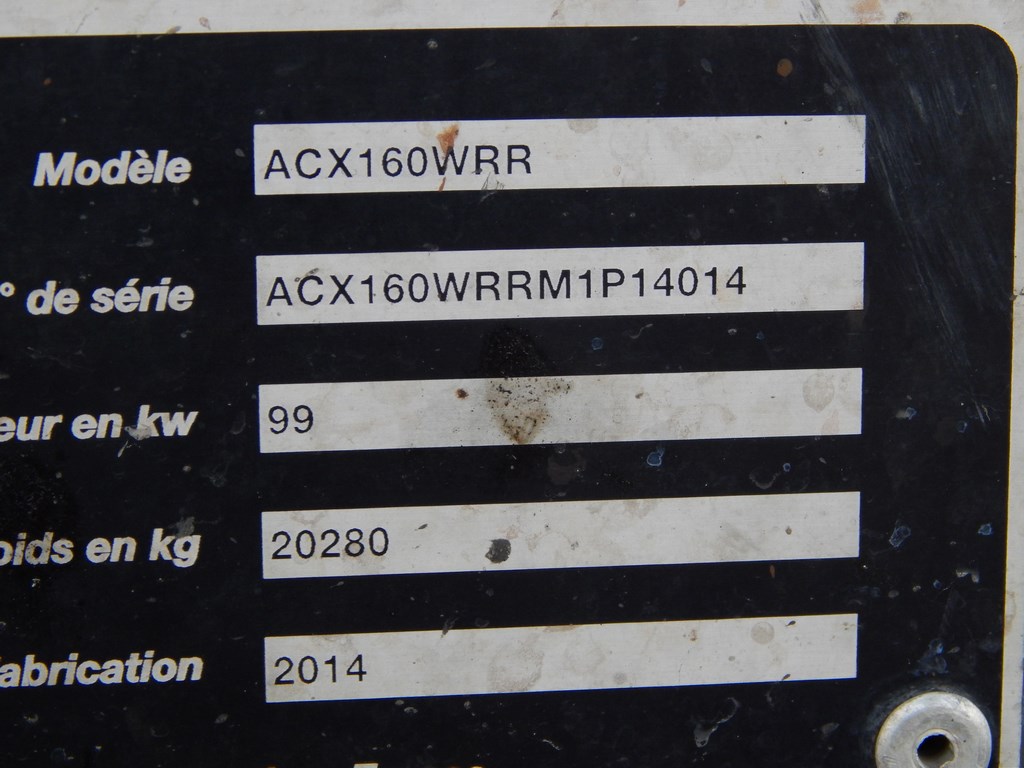 Modèle ACX160WRR
° de série ACX160WRRM1P14014
eur en kw 99
oids en kg 20280
abrication 2014